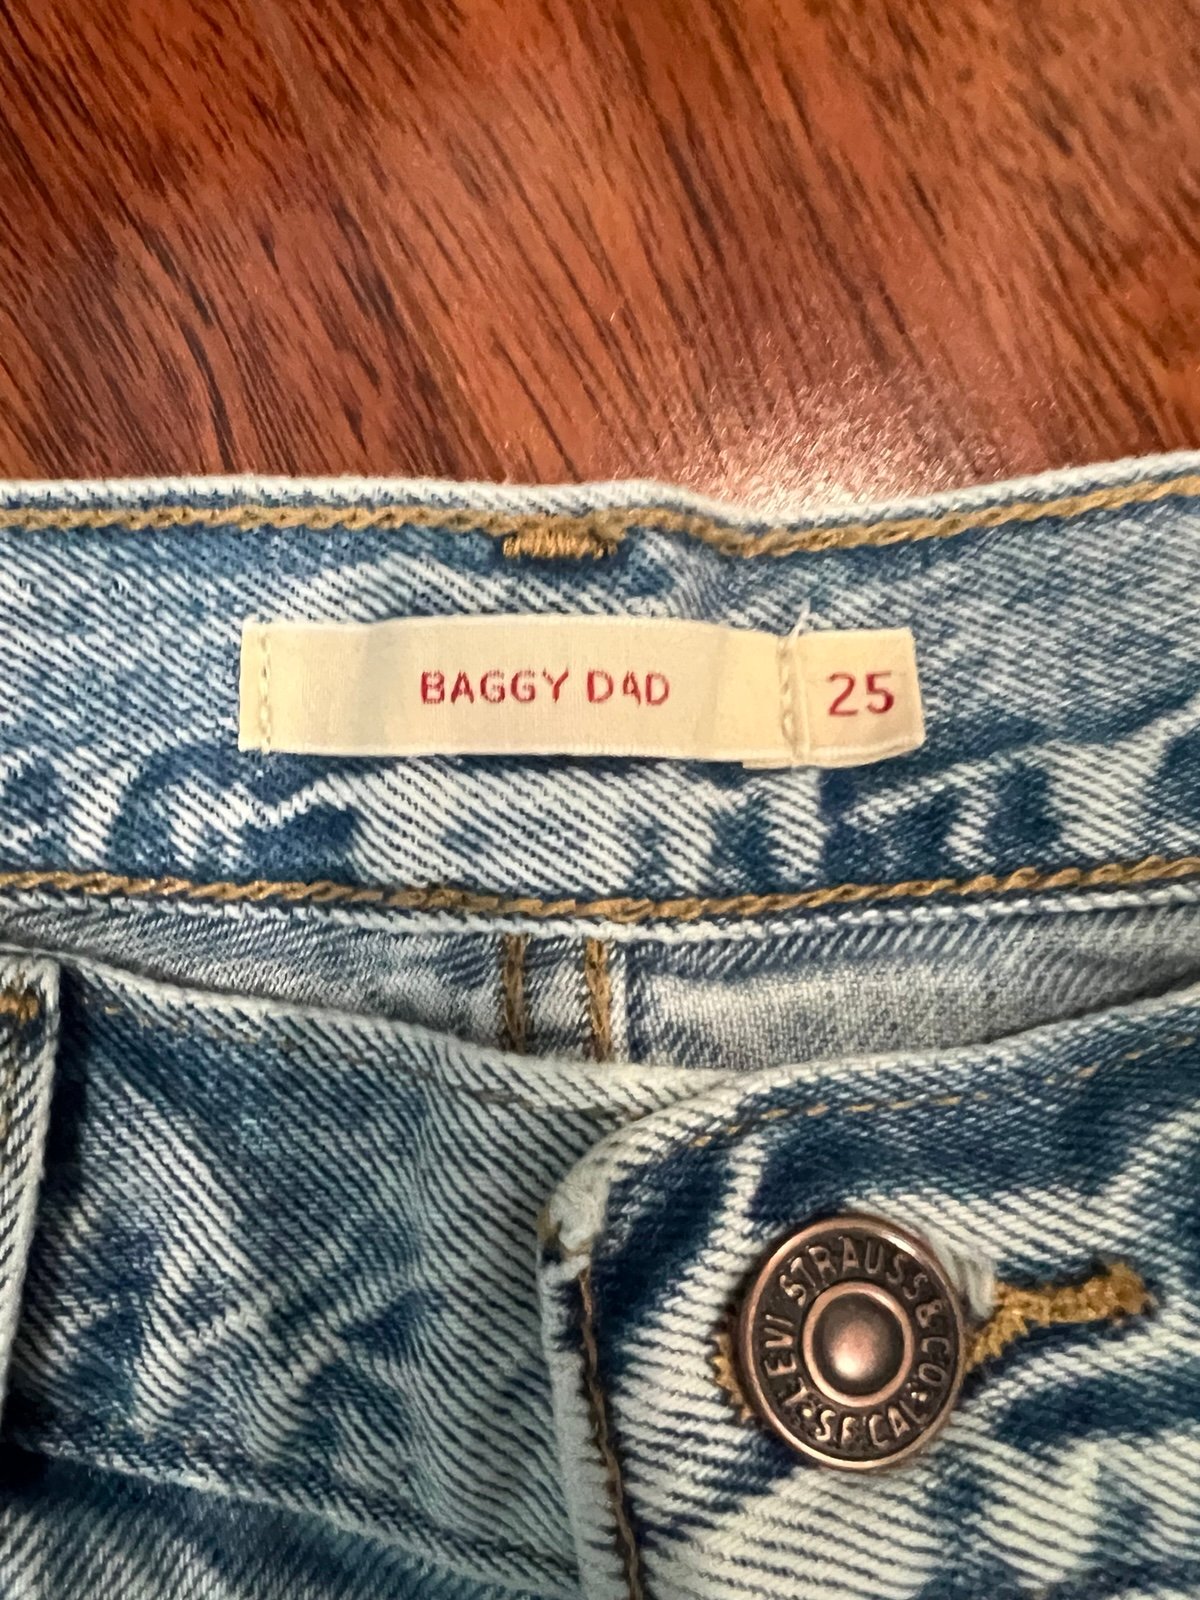 BAGGY DAD
25
LEVI STRAUSS & CO.
S.F. CAL.